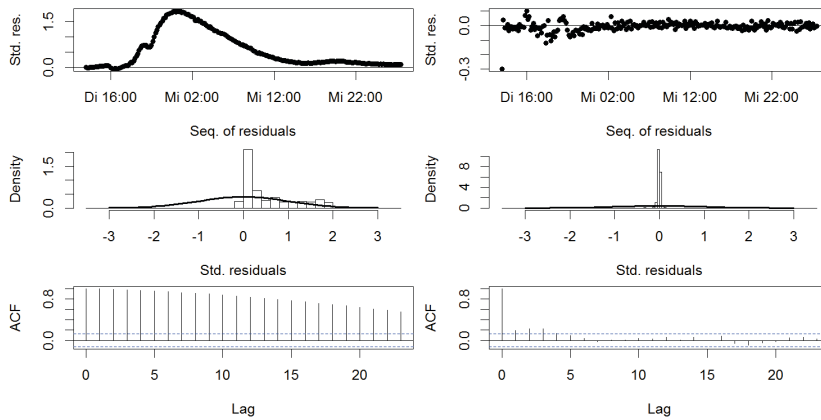 Std. res.
0.0 1.5
Di 16:00 Mi 02:00 Mi 12:00 Mi 22:00
Seq. of residuals
Std. res.
-0.3 0.0
Di 16:00 Mi 02:00 Mi 12:00 Mi 22:00
Seq. of residuals
Density
0.0 1.5
-3 -2 -1 0 1 2 3
Std. residuals
Density
0 4 8
-3 -2 -1 0 1 2 3
Std. residuals
ACF
0.0 0.8
0 5 10 15 20
Lag
ACF
0.0 0.8
0 5 10 15 20
Lag